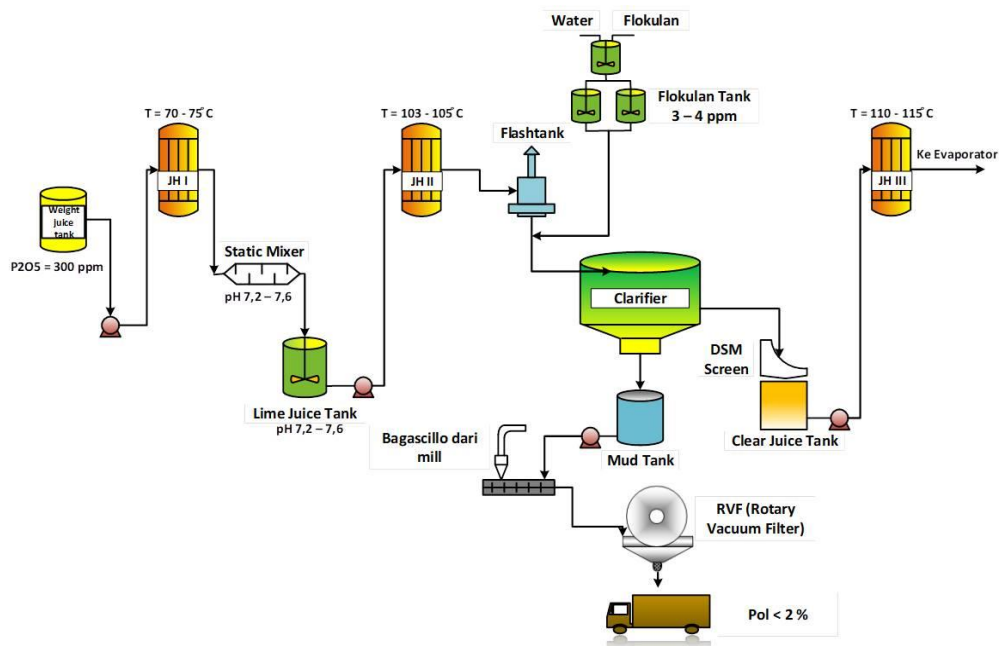 Water Flokulan
Flokulan Tank
3 – 4 ppm
T = 70 - 75°C
T = 103 - 105°C
T = 110 - 115°C
Flashtank
Ke Evaporator
JH I
JH II
JH III
Weight
juice
tank
P2O5 = 300 ppm
Static Mixer
pH 7,2 – 7,6
Clarifier
DSM
Screen
Lime Juice Tank
pH 7,2 – 7,6
Clear Juice Tank
Bagascillo dari
mill
Mud Tank
RVF (Rotary
Vacuum Filter)
Pol < 2 %